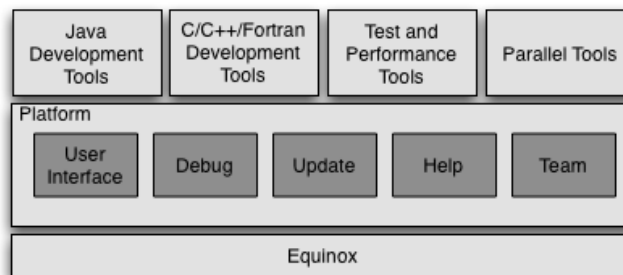 Java
Development
Tools
C/C++/Fortran
Development
Tools
Test and
Performance
Tools
Parallel Tools
Platform
User
Interface
Debug
Update
Help
Team
Equinox